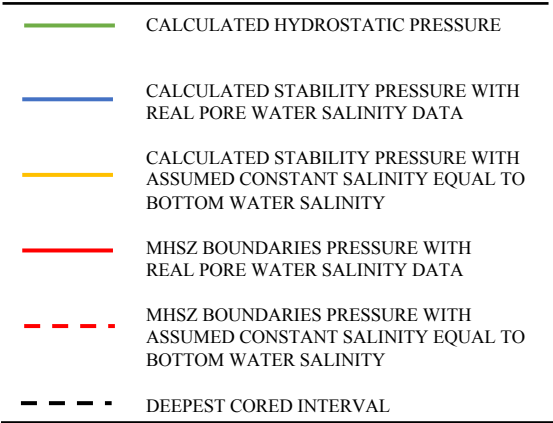 CALCULATED HYDROSTATIC PRESSURE
CALCULATED STABILITY PRESSURE WITH
REAL PORE WATER SALINITY DATA
CALCULATED STABILITY PRESSURE WITH
ASSUMED CONSTANT SALINITY EQUAL TO
BOTTOM WATER SALINITY
MHSZ BOUNDARIES PRESSURE WITH
REAL PORE WATER SALINITY DATA
MHSZ BOUNDARIES PRESSURE WITH
ASSUMED CONSTANT SALINITY EQUAL TO
BOTTOM WATER SALINITY
DEEPEST CORED INTERVAL